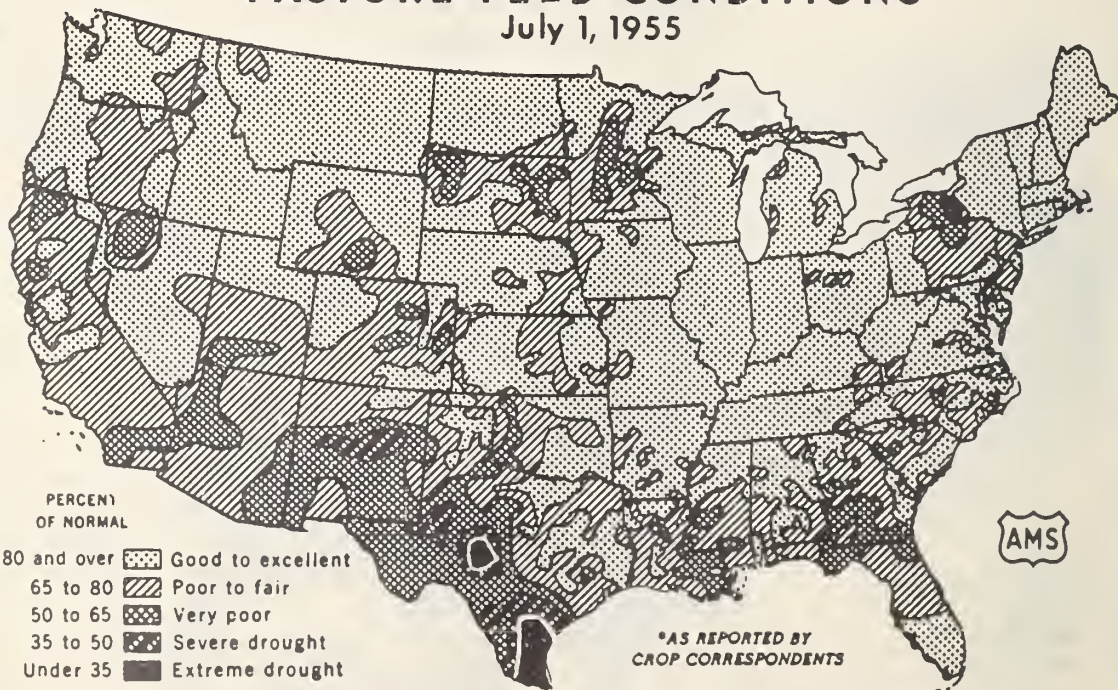 July 1, 1955
PERCENT
OF NORMAL
80 and over Good to excellent
65 to 80 Poor to fair
50 to 65 Very poor
35 to 50 Severe drought
Under 35 Extreme drought
*AS REPORTED BY
CROP CORRESPONDENTS
AMS